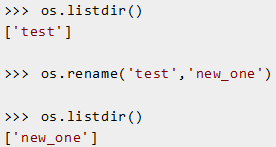 >>> os.listdir()
['test']
>>> os.rename('test','new_one')
>>> os.listdir()
['new_one']